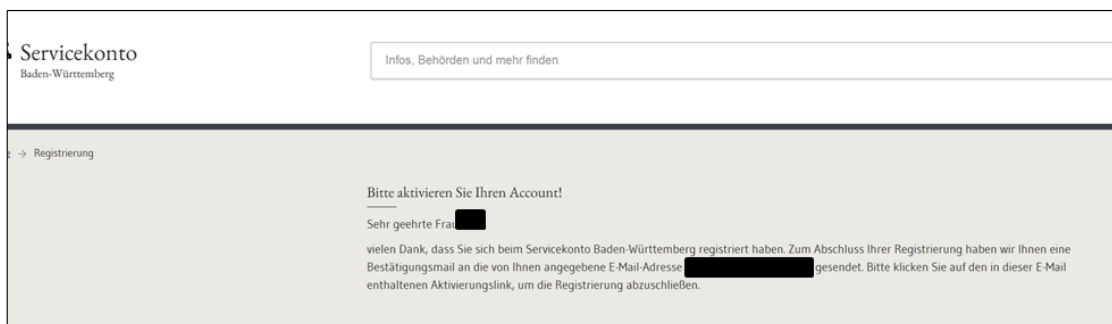 Servicekonto
Baden-Württemberg
Infos, Behörden und mehr finden
→ Registrierung
Bitte aktivieren Sie Ihren Account!
Sehr geehrte Frau
vielen Dank, dass Sie sich beim Servicekonto Baden-Württemberg registriert haben. Zum Abschluss Ihrer Registrierung haben wir Ihnen eine
Bestätigungsmail an die von Ihnen angegebene E-Mail-Adresse gesendet. Bitte klicken Sie auf den in dieser E-Mail
enthaltenen Aktivierungslink, um die Registrierung abzuschließen.